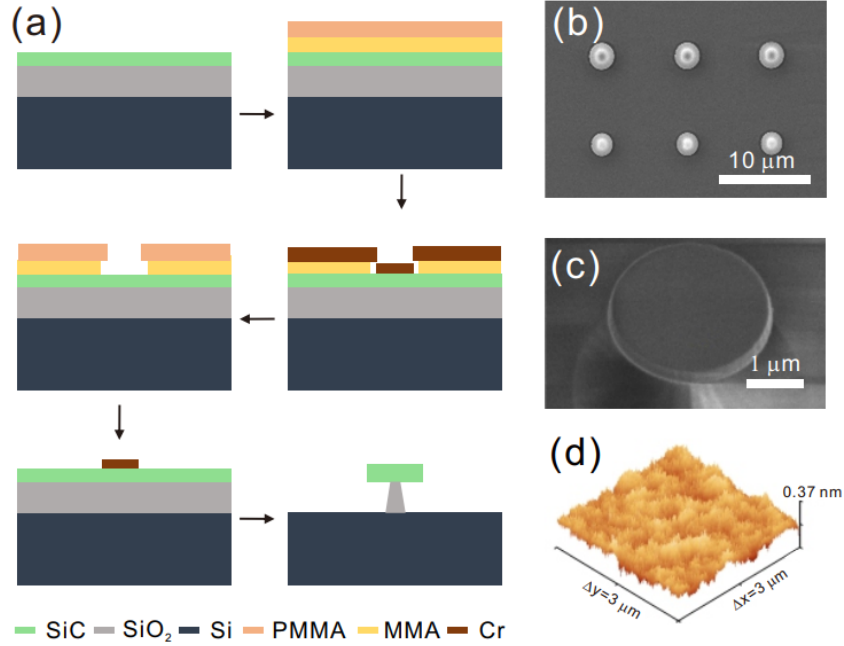 (a)
(b)
10 μm
(c)
1 μm
(d)
0.37 nm
Δy=3 μm
Δx=3 μm
SiC SiO₂ Si PMMA MMA Cr